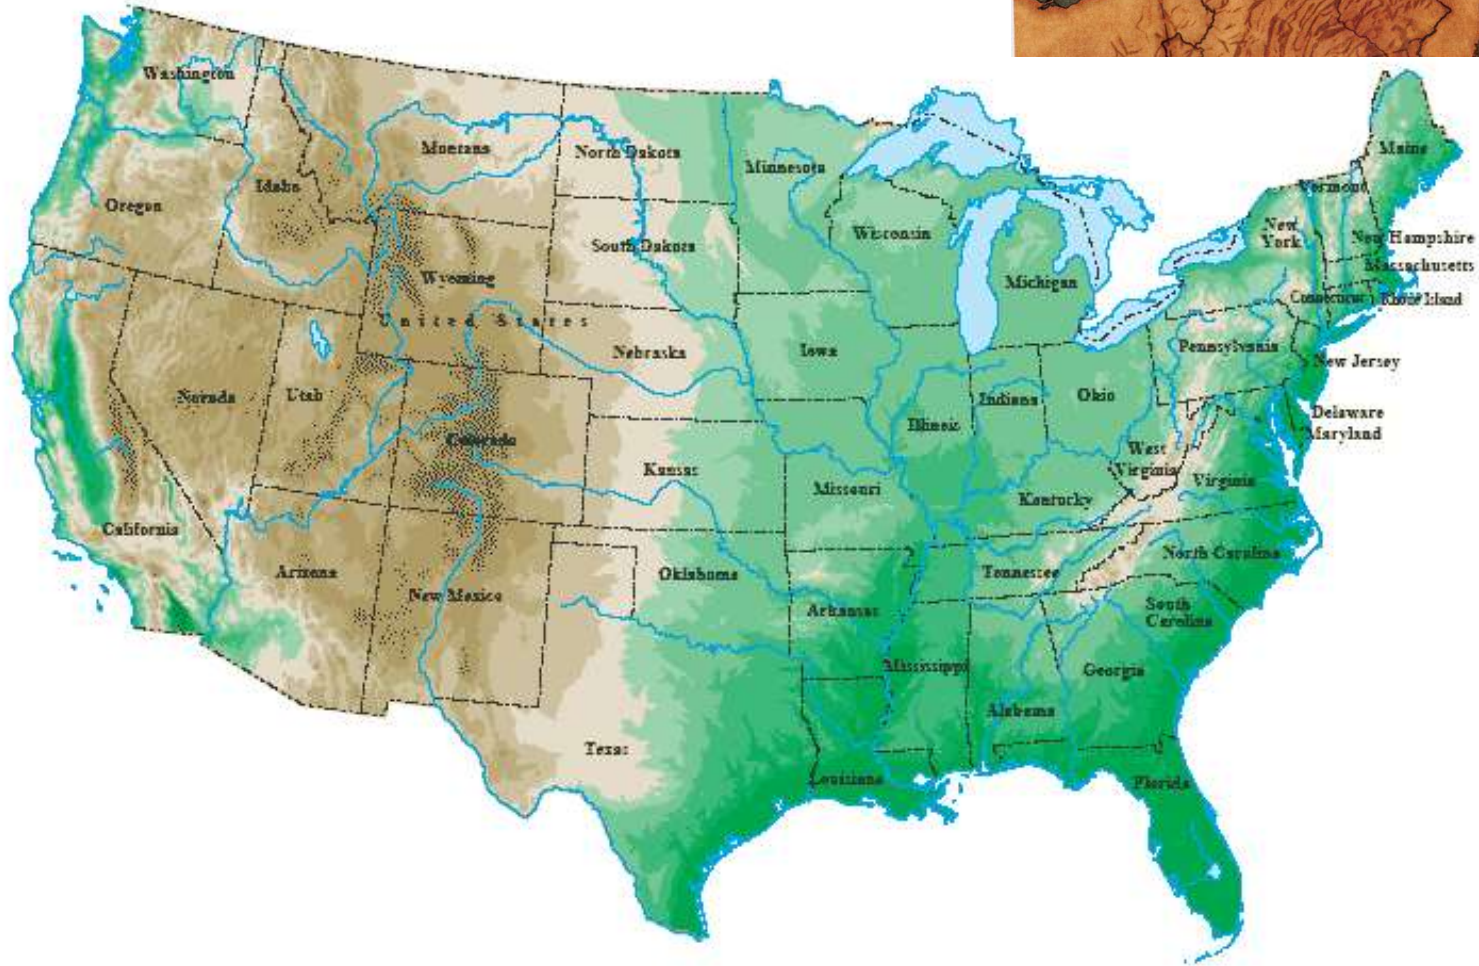 Washington
Montana
North Dakota
Minnesota
Maine
Idaho
Oregon
Vermont
New
York
Wisconsin
New Hampshire
South Dakota
Massachusetts
Wyoming
Michigan
Connecticut
Rhode Island
United States
Nebraska
Iowa
Pennsylvania
New Jersey
Nevada
Utah
Indiana
Ohio
Illinois
Delaware
Maryland
Colorado
West
Virginia
Kansas
Virginia
Missouri
Kentucky
California
North Carolina
Arizona
Oklahoma
Tennessee
New Mexico
Arkansas
South
Carolina
Mississippi
Georgia
Alabama
Texas
Louisiana
Florida